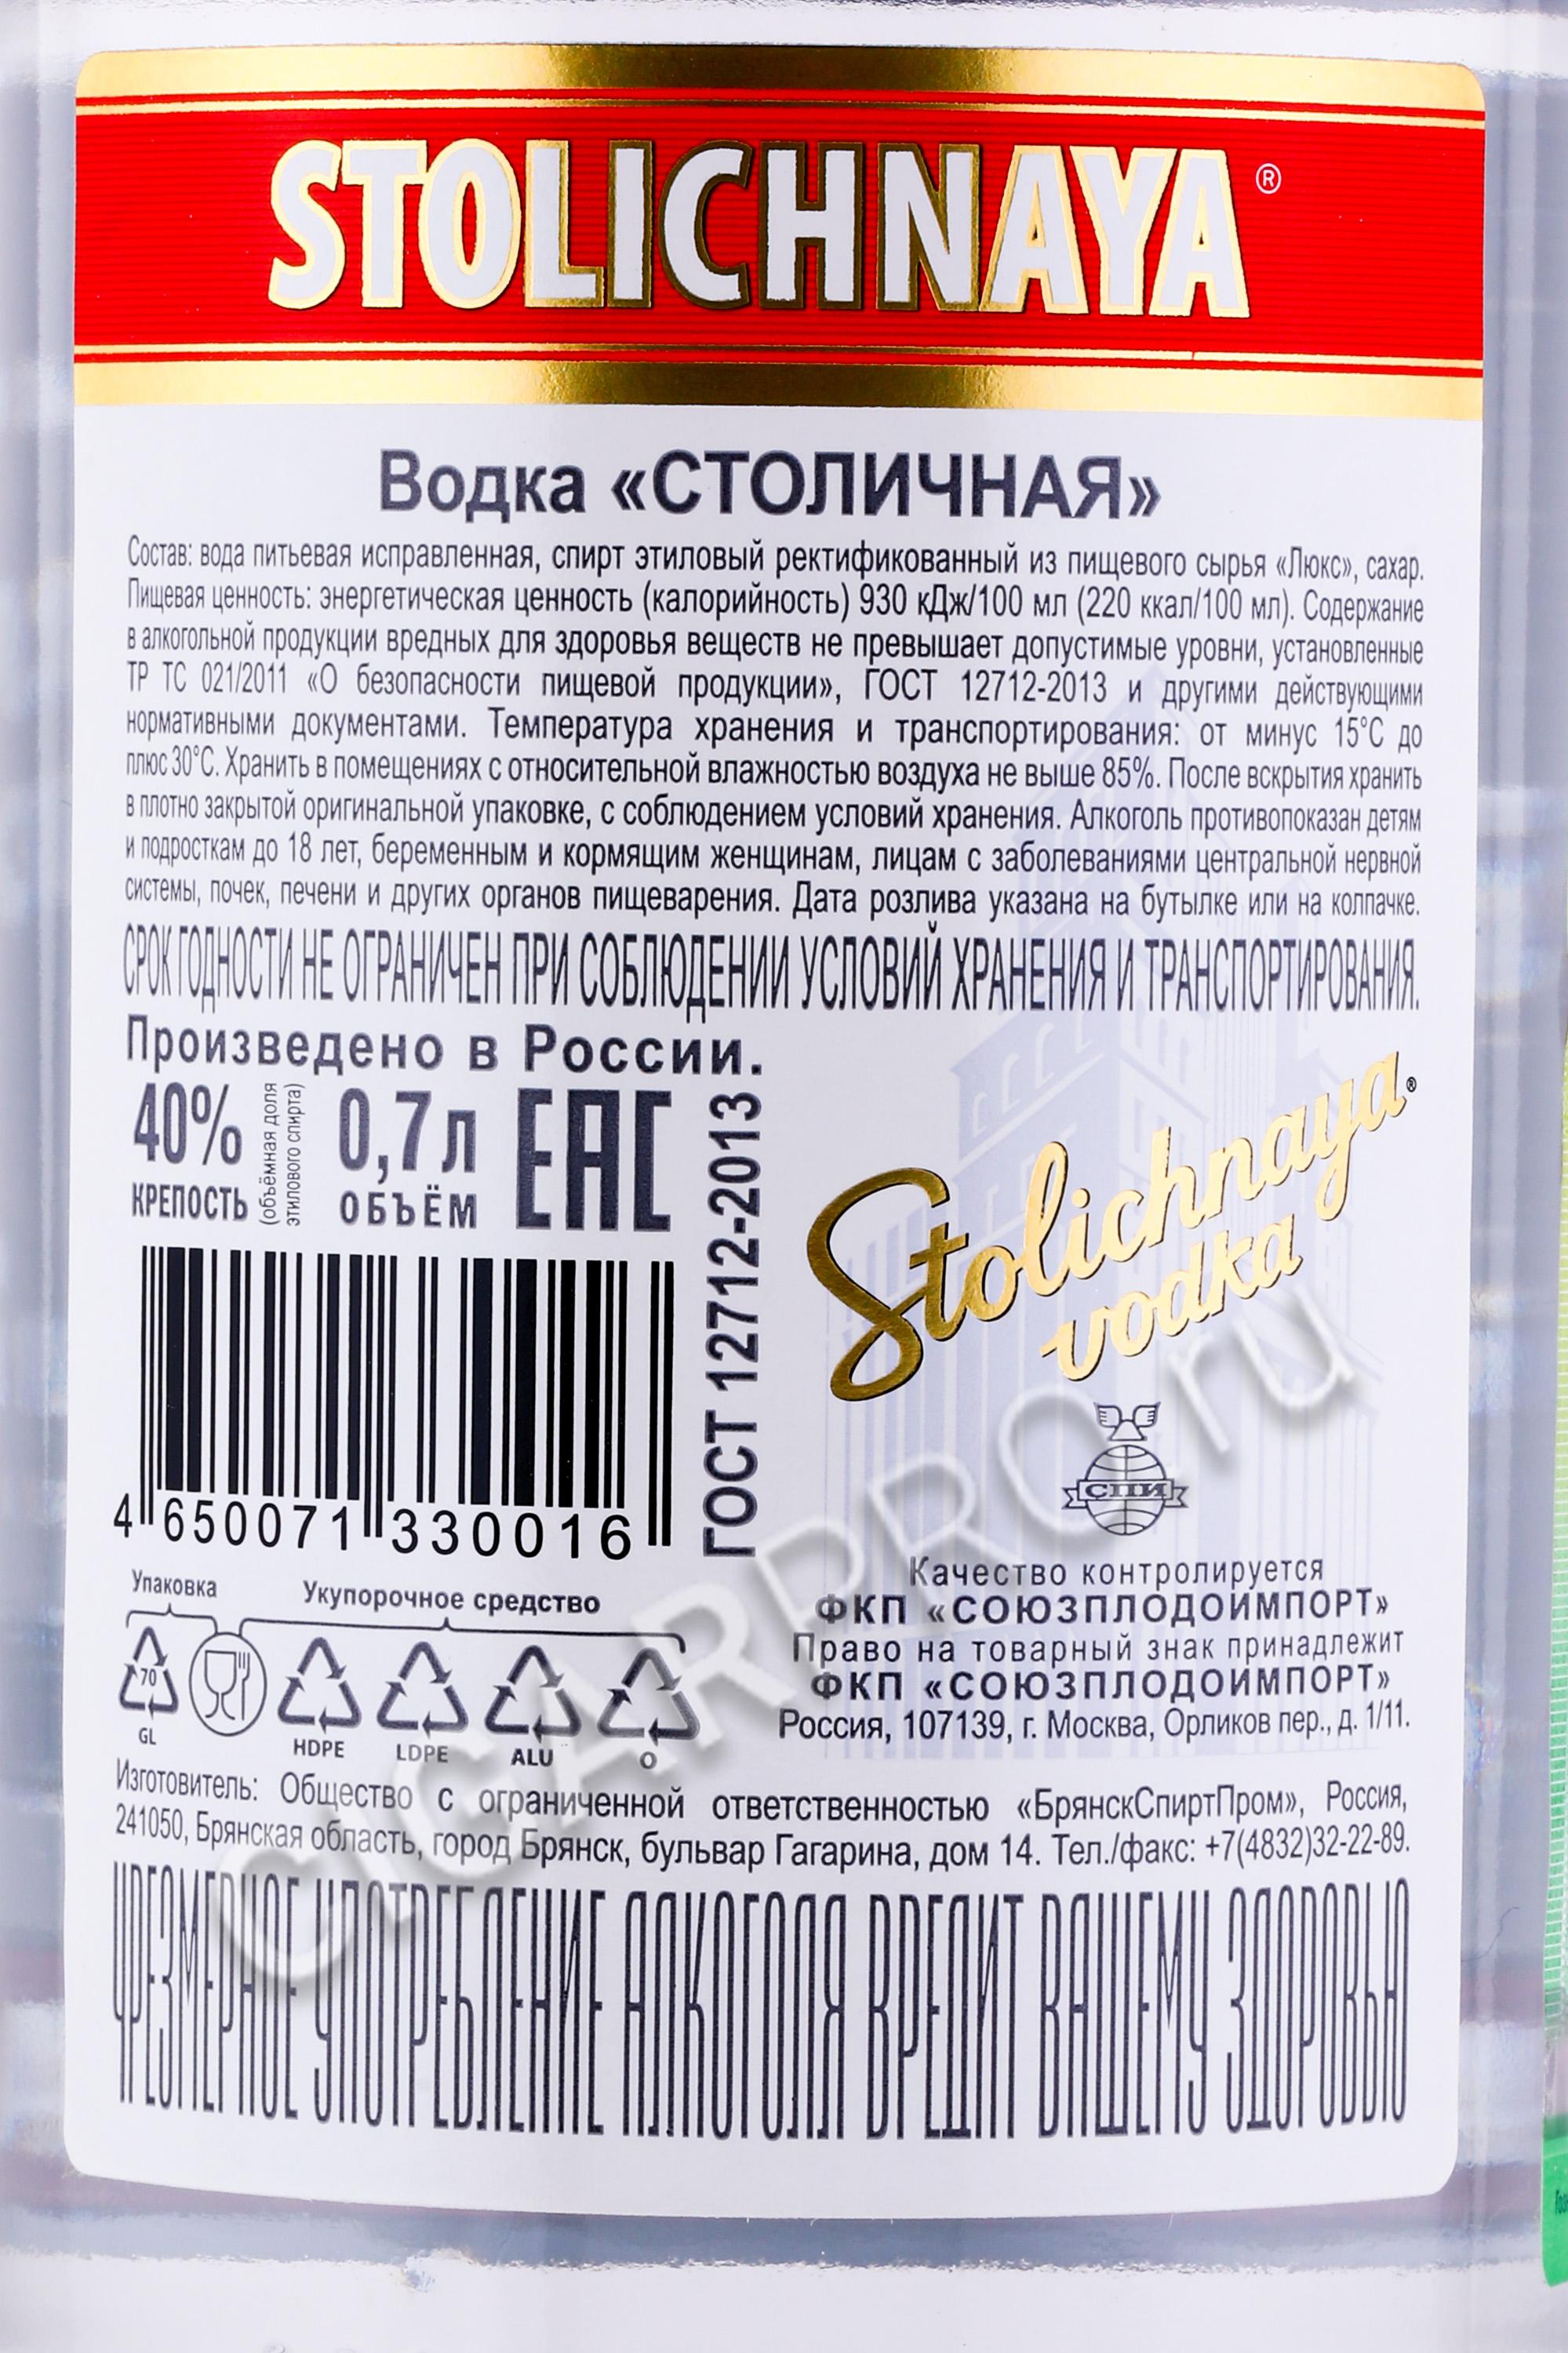 STOLICHNAYA®
Водка «СТОЛИЧНАЯ»
Состав: вода питьевая исправленная, спирт этиловый ректификованный из пищевого сырья «Люкс», сахар.
Пищевая ценность: энергетическая ценность (калорийность) 930 кДж/100 мл (220 ккал/100 мл). Содержание
в алкогольной продукции вредных для здоровья веществ не превышает допустимые уровни, установленные
ТР ТС 021/2011 «О безопасности пищевой продукции», ГОСТ 12712-2013 и другими действующими
нормативными документами. Температура хранения и транспортирования: от минус 15°С до
плюс 30°С. Хранить в помещениях с относительной влажностью воздуха не выше 85%. После вскрытия хранить
в плотно закрытой оригинальной упаковке, с соблюдением условий хранения. Алкоголь противопоказан детям
и подросткам до 18 лет, беременным и кормящим женщинам, лицам с заболеваниями центральной нервной
системы, почек, печени и других органов пищеварения. Дата розлива указана на бутылке или на колпачке.
СРОК ГОДНОСТИ НЕ ОГРАНИЧЕН ПРИ СОБЛЮДЕНИИ УСЛОВИЙ ХРАНЕНИЯ И ТРАНСПОРТИРОВАНИЯ.
Произведено в России.
40%
КРЕПОСТЬ
(объёмная доля
этилового спирта)
0,7 л
ОБЪЁМ
ЕАС
ГОСТ 12712-2013
4 650071 330016
Stolichnaya®
vodka
СПИ
Качество контролируется
ФКП «СОЮЗПЛОДОИМПОРТ»
Право на товарный знак принадлежит
ФКП «СОЮЗПЛОДОИМПОРТ»
Россия, 107139, г. Москва, Орликов пер., д. 1/11.
Упаковка
Укупорочное средство
70
GL
HDPE
LDPE
ALU
O
Изготовитель: Общество с ограниченной ответственностью «БрянскСпиртПром», Россия,
241050, Брянская область, город Брянск, бульвар Гагарина, дом 14. Тел./факс: +7(4832)32-22-89.
ЧРЕЗМЕРНОЕ УПОТРЕБЛЕНИЕ АЛКОГОЛЯ ВРЕДИТ ВАШЕМУ ЗДОРОВЬЮ
CIGARPRO.ru